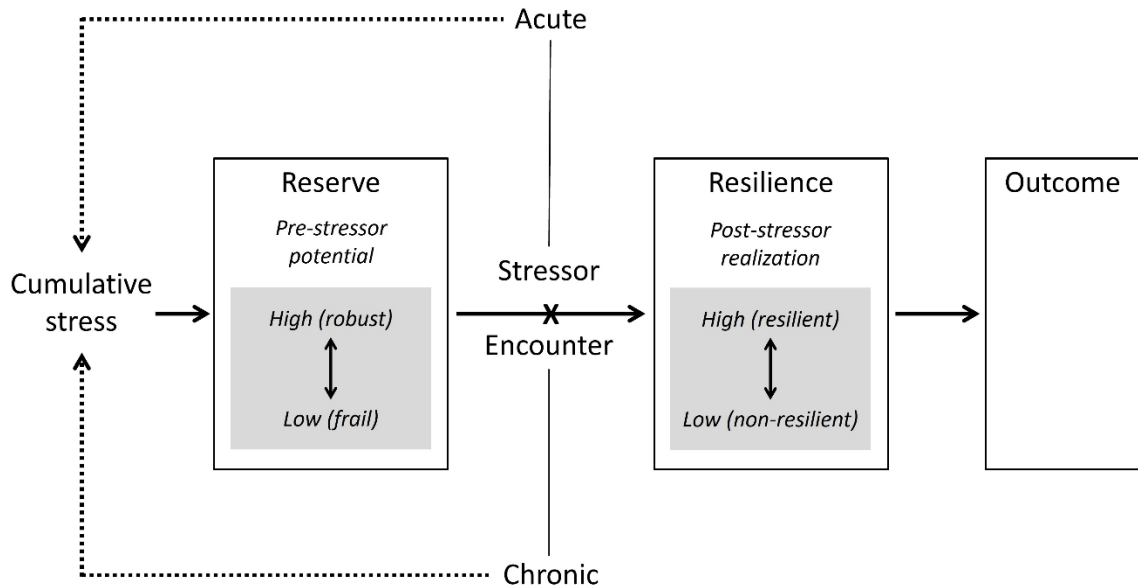 Acute
Reserve
Pre-stressor
potential
High (robust)
Low (frail)
Cumulative
stress
Stressor
X
Encounter
Resilience
Post-stressor
realization
High (resilient)
Low (non-resilient)
Outcome
Chronic